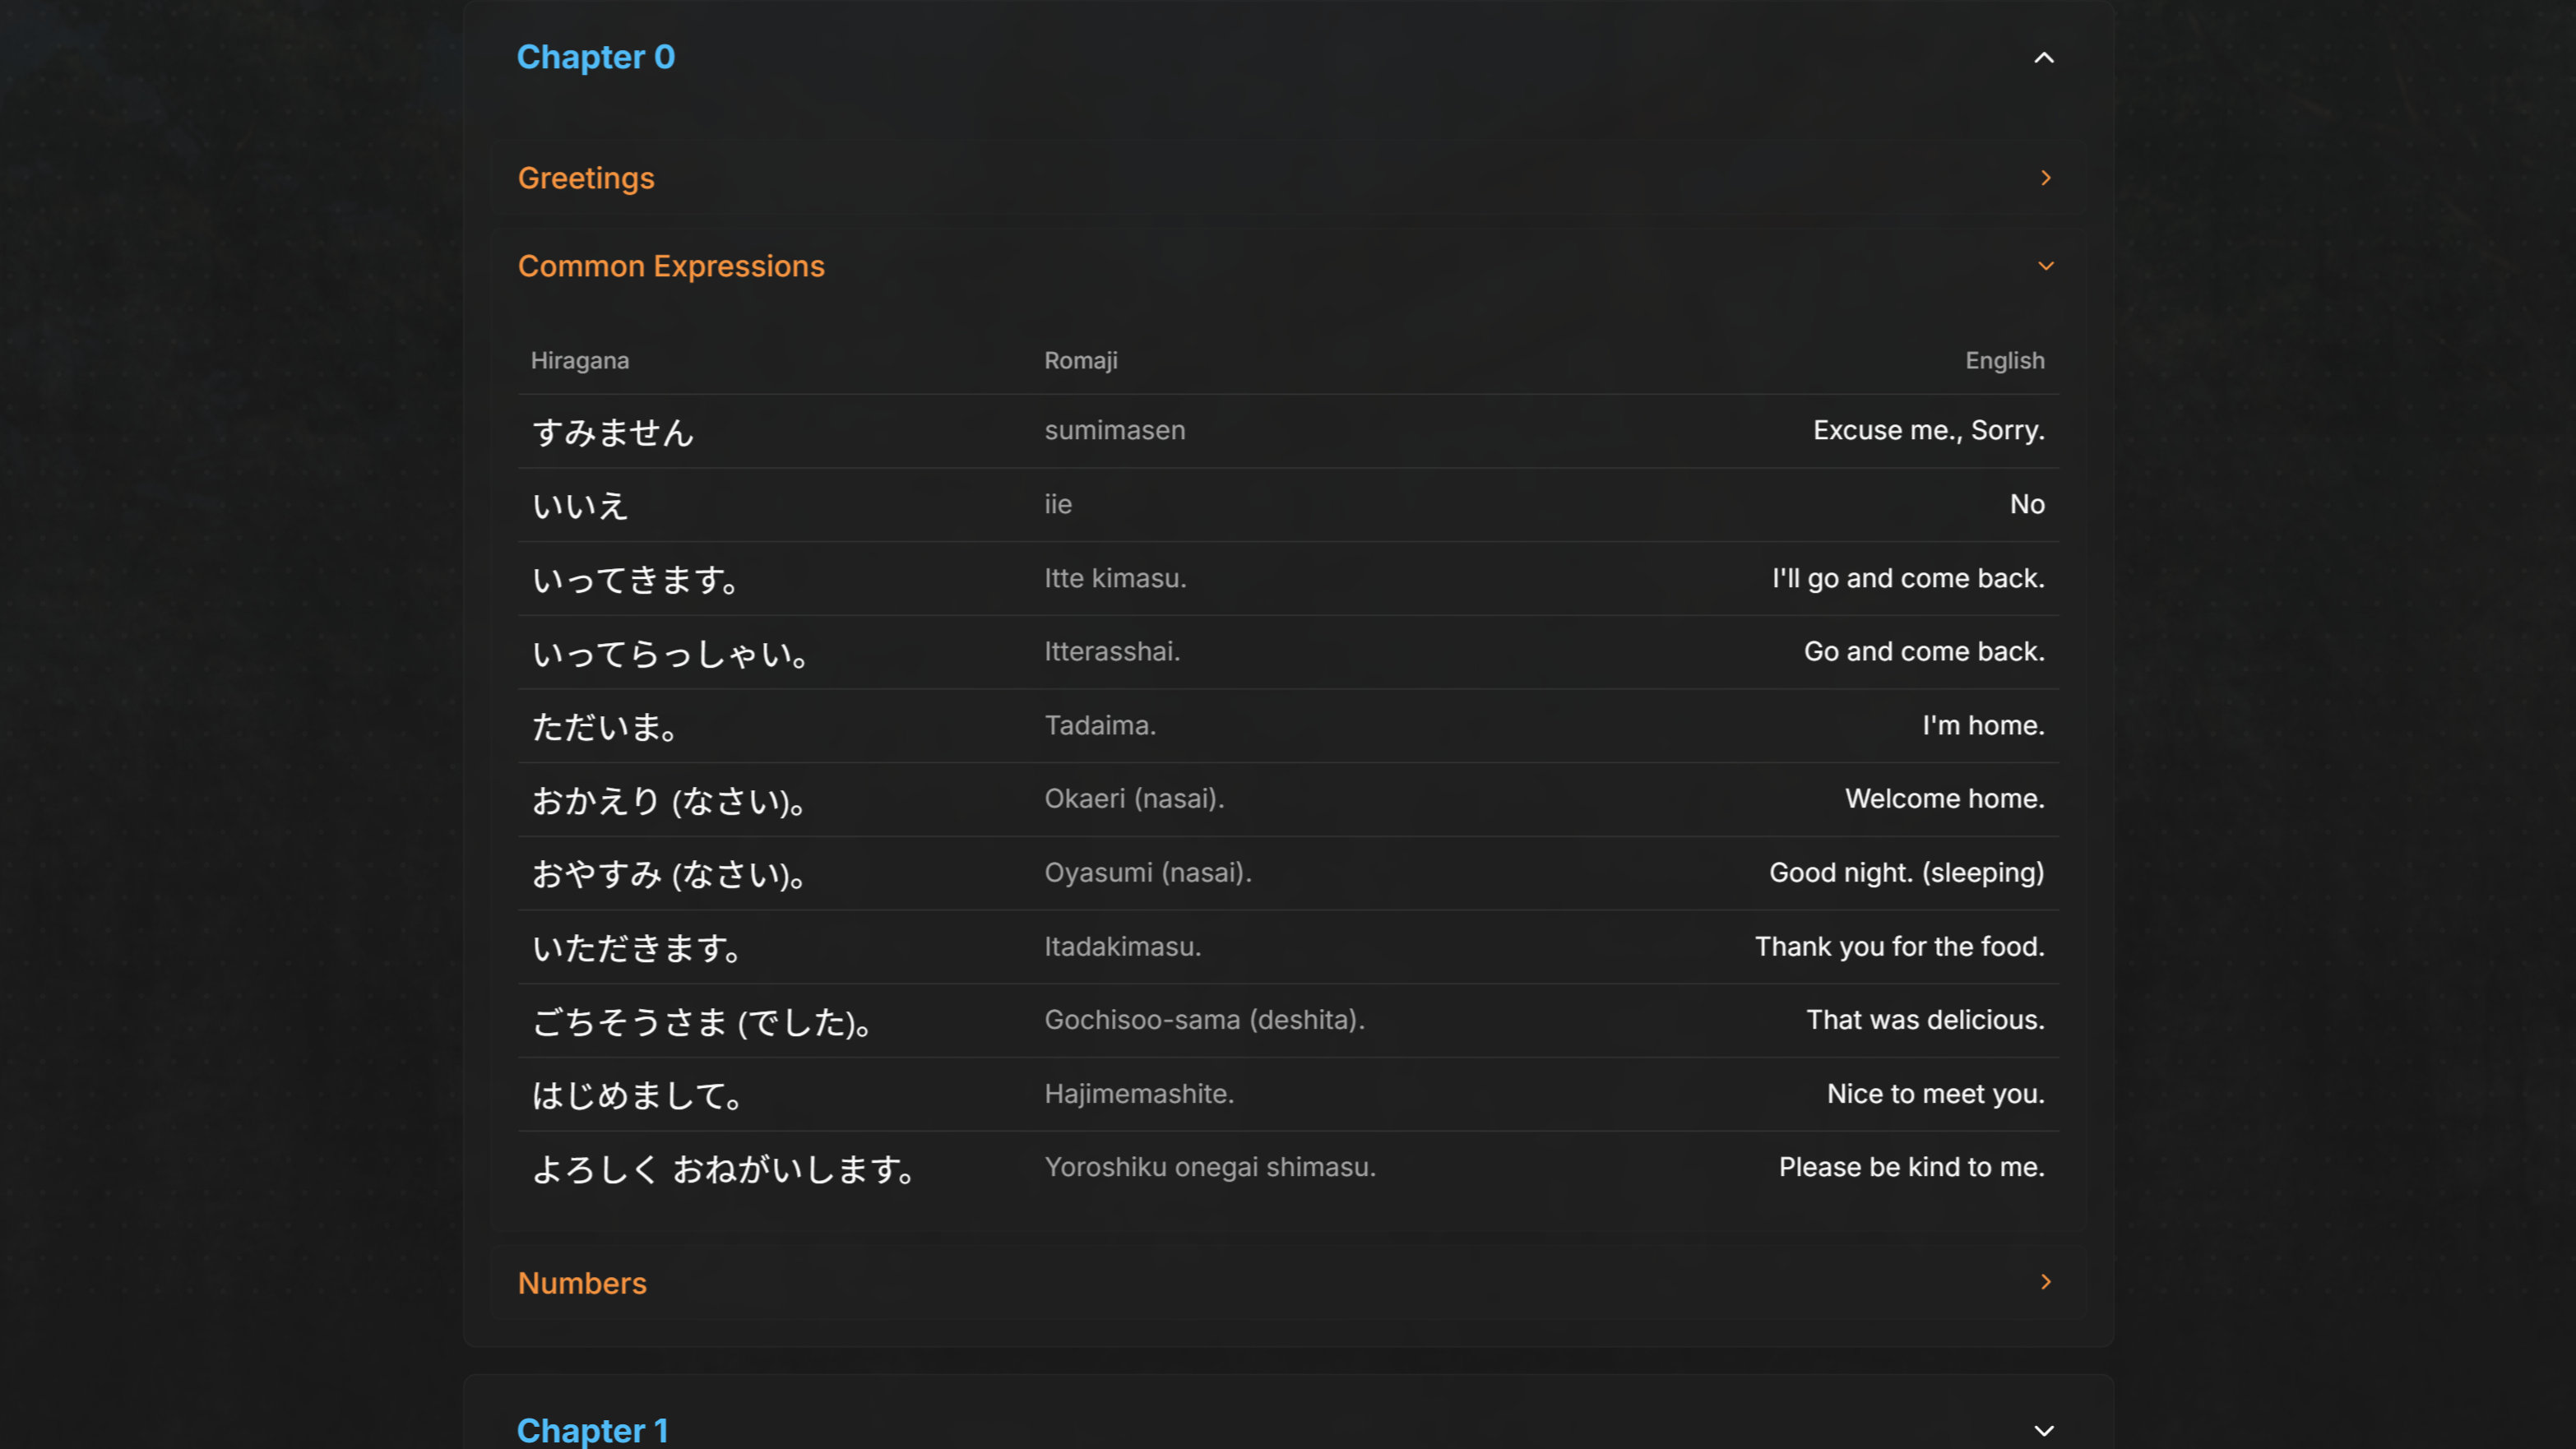 Chapter 0
Greetings
Common Expressions
Hiragana Romaji English
すみません sumimasen Excuse me., Sorry.
いいえ iie No
いってきます。 Itte kimasu. I'll go and come back.
いってらっしゃい。 Itterasshai. Go and come back.
ただいま。 Tadaima. I'm home.
おかえり (なさい)。 Okaeri (nasai). Welcome home.
おやすみ (なさい)。 Oyasumi (nasai). Good night. (sleeping)
いただきます。 Itadakimasu. Thank you for the food.
ごちそうさま (でした)。 Gochisoo-sama (deshita). That was delicious.
はじめまして。 Hajimemashite. Nice to meet you.
よろしく おねがいします。 Yoroshiku onegai shimasu. Please be kind to me.
Numbers
Chapter 1